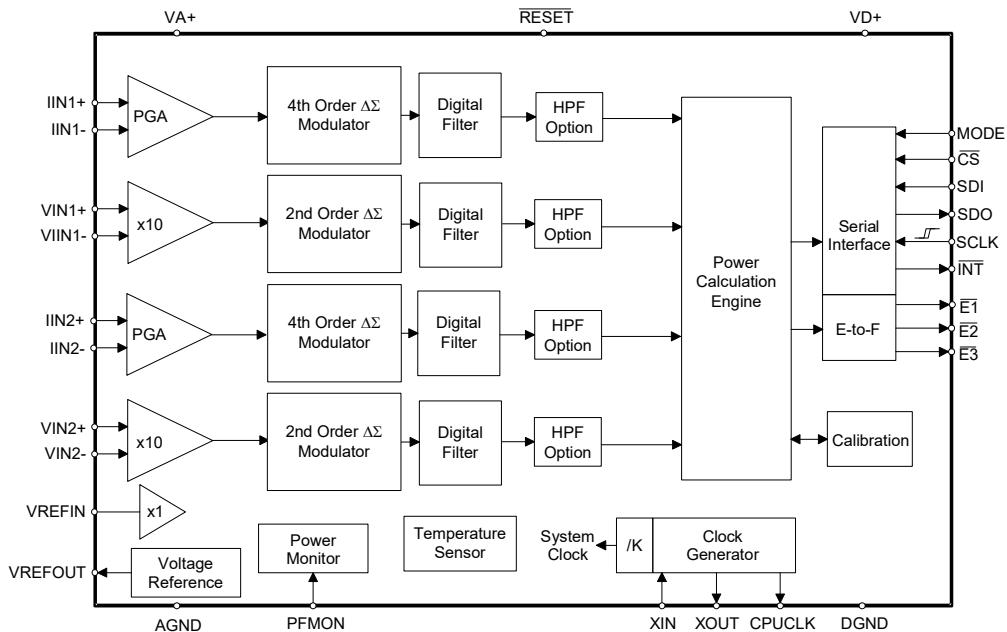 VA+
RESET
VD+
IIN1+
IIN1-
PGA
4th Order ΔΣ
Modulator
Digital
Filter
HPF
Option
VIN1+
VIIN1-
x10
2nd Order ΔΣ
Modulator
Digital
Filter
HPF
Option
IIN2+
IIN2-
PGA
4th Order ΔΣ
Modulator
Digital
Filter
HPF
Option
VIN2+
VIN2-
x10
2nd Order ΔΣ
Modulator
Digital
Filter
HPF
Option
Power
Calculation
Engine
Serial
Interface
E-to-F
Calibration
MODE
CS
SDI
SDO
SCLK
INT
E1
E2
E3
VREFIN
x1
VREFOUT
Voltage
Reference
Power
Monitor
Temperature
Sensor
System
Clock
/K
Clock
Generator
AGND
PFMON
XIN
XOUT
CPUCLK
DGND